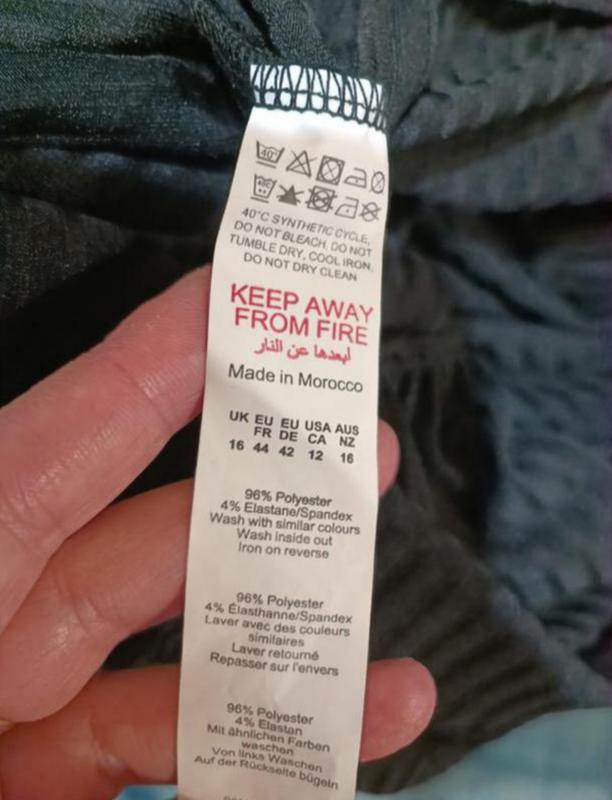 40°
40C
40°C SYNTHETIC CYCLE,
DO NOT BLEACH, DO NOT
TUMBLE DRY, COOL IRON,
DO NOT DRY CLEAN
KEEP AWAY
FROM FIRE
ابعدها عن النار
Made in Morocco
UK EU EU USA AUS
FR DE CA NZ
16 44 42 12 16
96% Polyester
4% Elastane/Spandex
Wash with similar colours
Wash inside out
Iron on reverse
96% Polyester
4% Élasthanne/Spandex
Laver avec des couleurs
similaires
Laver retourné
Repasser sur l'envers
96% Polyester
4% Elastan
Mit ähnlichen Farben
waschen
Von links Waschen
Auf der Rückseite bügeln